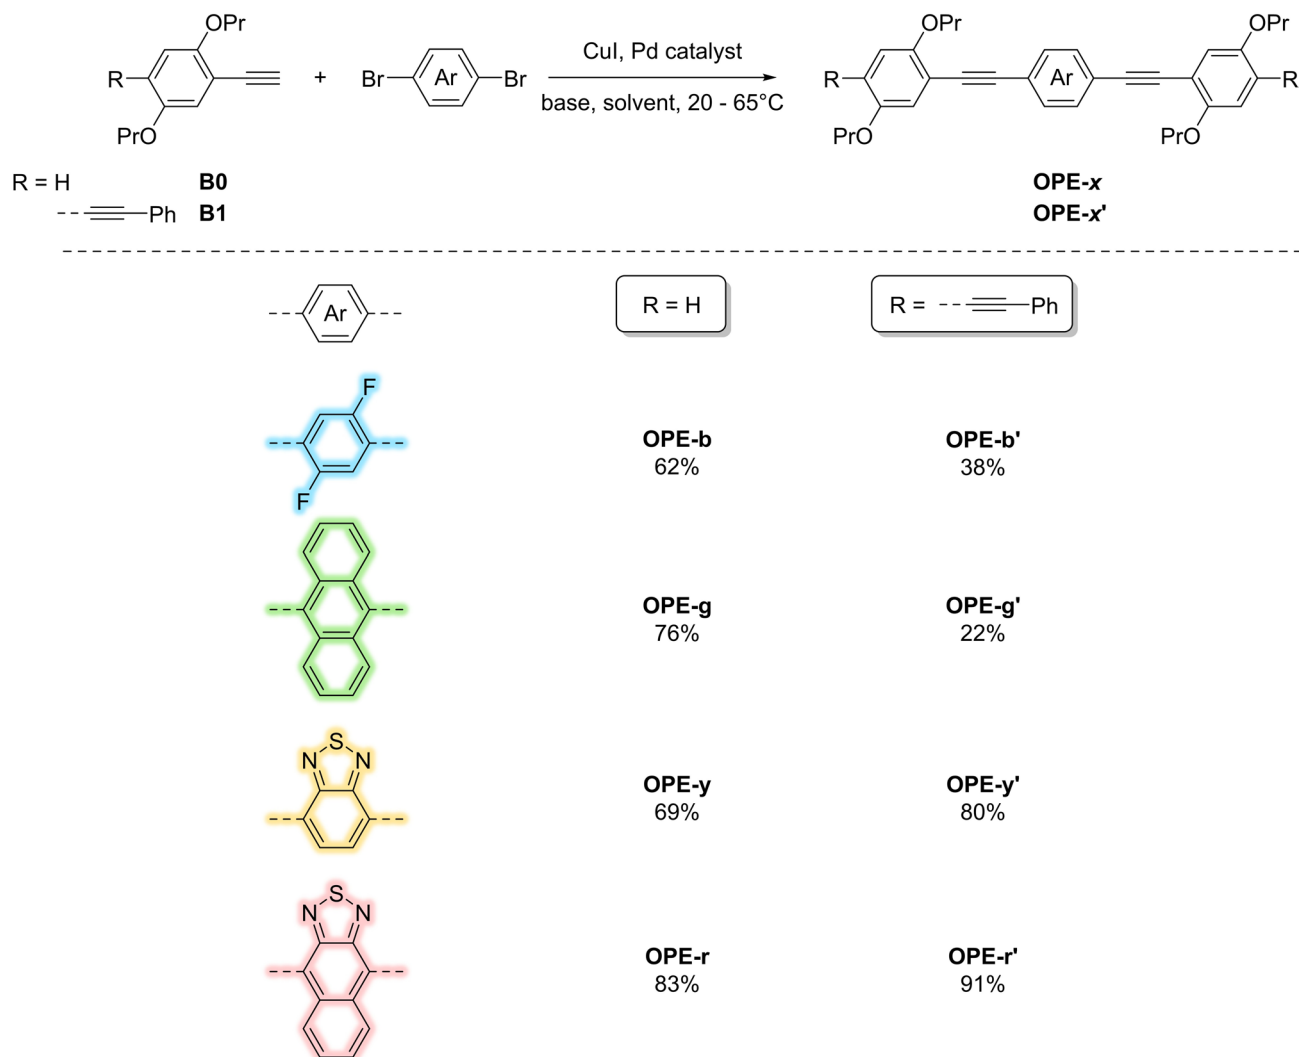 OPr
R
PrO
+
Br Ar Br
CuI, Pd catalyst
base, solvent, 20 - 65°C
OPr
R
PrO
Ar
OPr
R
PrO
R = H B0
Ph B1
OPE-x
OPE-x'
Ar
R = H
R = Ph
F
F
OPE-b
62%
OPE-b'
38%
OPE-g
76%
OPE-g'
22%
S
N N
OPE-y
69%
OPE-y'
80%
S
N N
OPE-r
83%
OPE-r'
91%